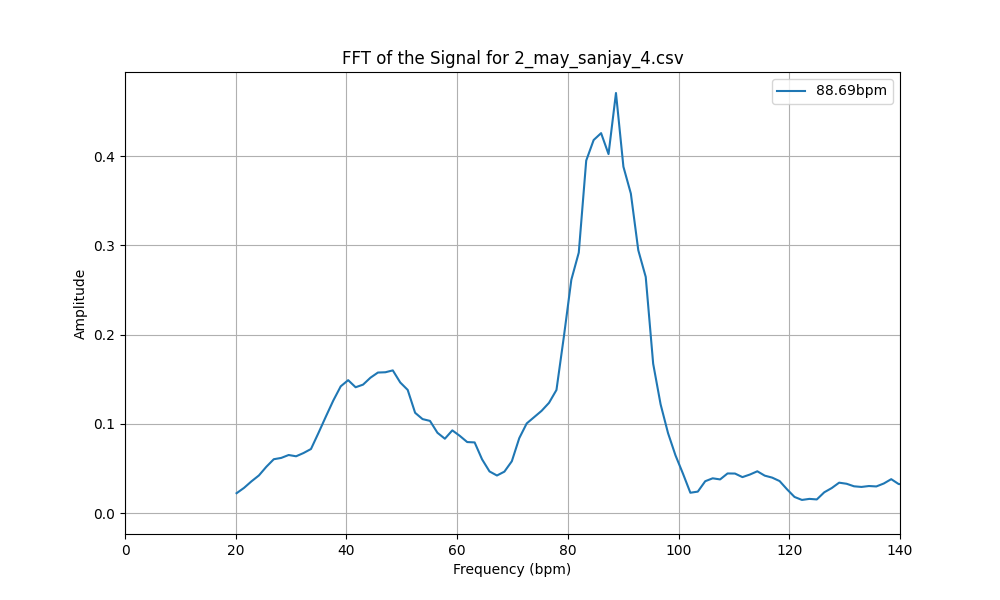 FFT of the Signal for 2_may_sanjay_4.csv
88.69bpm
Amplitude
0.4
0.3
0.2
0.1
0.0
0 20 40 60 80 100 120 140
Frequency (bpm)